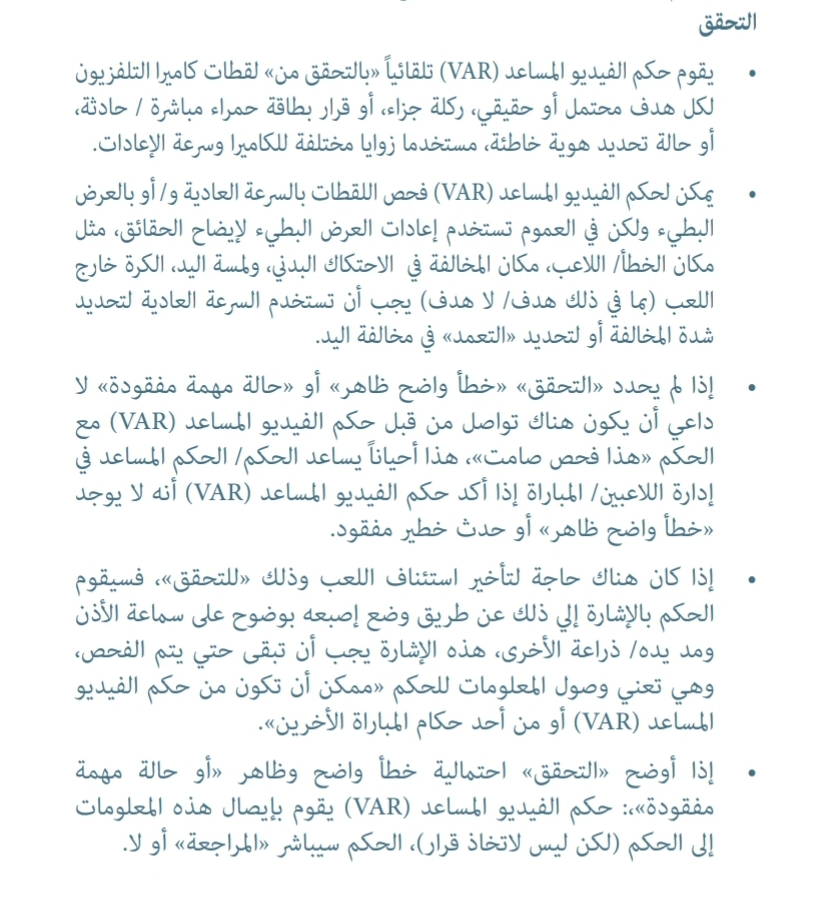 التحقق
• يقوم حكم الفيديو المساعد (VAR) تلقائياً «بالتحقق من» لقطات كاميرا التلفزيون
لكل هدف محتمل أو حقيقي، ركلة جزاء، أو قرار بطاقة حمراء مباشرة / حادثة،
أو حالة تحديد هوية خاطئة، مستخدما زوايا مختلفة للكاميرا وسرعة الإعادات.
• يمكن لحكم الفيديو المساعد (VAR) فحص اللقطات بالسرعة العادية و/ أو بالعرض
البطيء ولكن في العموم تستخدم إعادات العرض البطيء لإيضاح الحقائق، مثل
مكان الخطأ/ اللاعب، مكان المخالفة في الاحتكاك البدني، ولمسة اليد، الكرة خارج
اللعب (بما في ذلك هدف/ لا هدف) يجب أن تستخدم السرعة العادية لتحديد
شدة المخالفة أو لتحديد «التعمد» في مخالفة اليد.
• إذا لم يحدد «التحقق» «خطأ واضح ظاهر» أو «حالة مهمة مفقودة» لا
داعي أن يكون هناك تواصل من قبل حكم الفيديو المساعد (VAR) مع
الحكم «هذا فحص صامت»، هذا أحياناً يساعد الحكم/ الحكم المساعد في
إدارة اللاعبين/ المباراة إذا أكد حكم الفيديو المساعد (VAR) أنه لا يوجد
«خطأ واضح ظاهر» أو حدث خطير مفقود.
• إذا كان هناك حاجة لتأخير استئناف اللعب وذلك «للتحقق»، فسيقوم
الحكم بالإشارة إلي ذلك عن طريق وضع إصبعه بوضوح على سماعة الأذن
ومد يده/ ذراعة الأخرى، هذه الإشارة يجب أن تبقى حتي يتم الفحص،
وهي تعني وصول المعلومات للحكم «ممكن أن تكون من حكم الفيديو
المساعد (VAR) أو من أحد حكام المباراة الأخرين».
• إذا أوضح «التحقق» احتمالية خطأ واضح وظاهر «أو حالة مهمة
مفقودة»،: حكم الفيديو المساعد (VAR) يقوم بإيصال هذه المعلومات
إلى الحكم (لكن ليس لاتخاذ قرار)، الحكم سيباشر «المراجعة» أو لا.